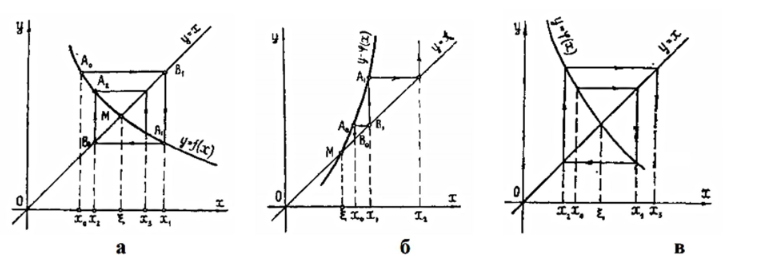 y
y=x
A₀
A₂
B₁
M
B₀
A₁
y=f(x)
0
x₀ x₂ ξ x₃ x₁
x
а
y
y=φ(x)
y=x
A₁
A₀
B₁
B₀
M
0
ξ x₀ x₁ x₂
x
б
y
y=φ(x)
y=x
0
x₂ x₀ ξ x₁ x₃
x
в